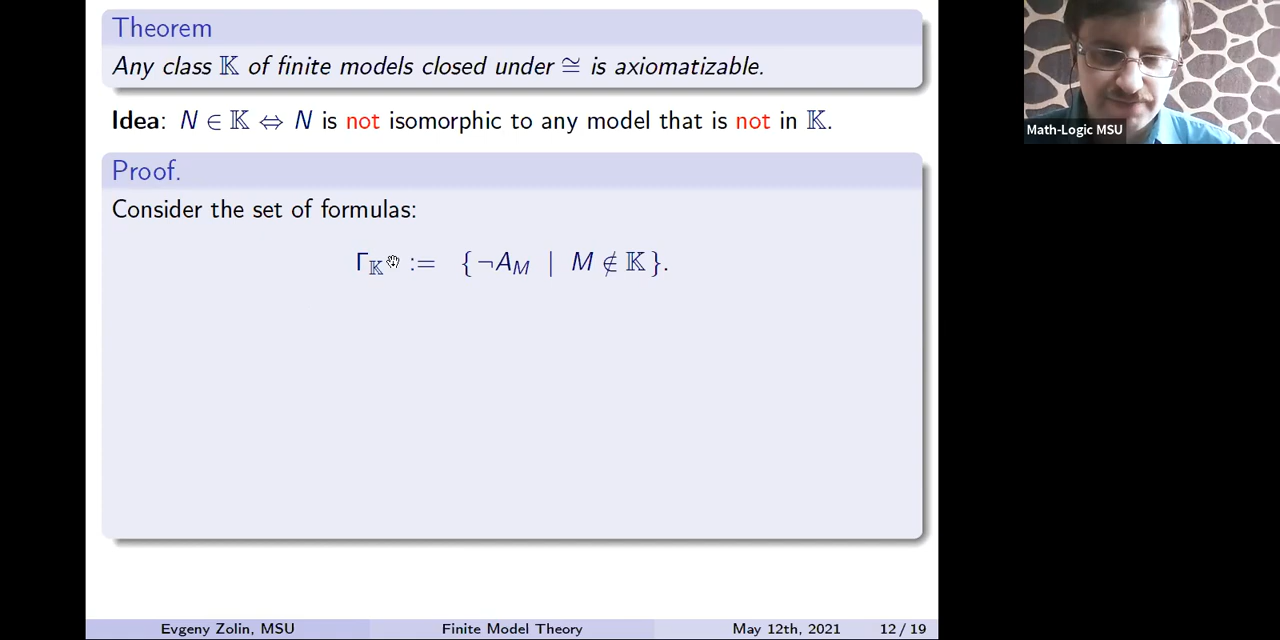 Theorem
Any class 𝕂 of finite models closed under ≅ is axiomatizable.
Idea: N ∈ 𝕂 ⇔ N is not isomorphic to any model that is not in 𝕂.
Proof.
Consider the set of formulas:
Γ_𝕂 := {¬A_M | M ∉ 𝕂}.
Math-Logic MSU
Evgeny Zolin, MSU Finite Model Theory May 12th, 2021 12 / 19